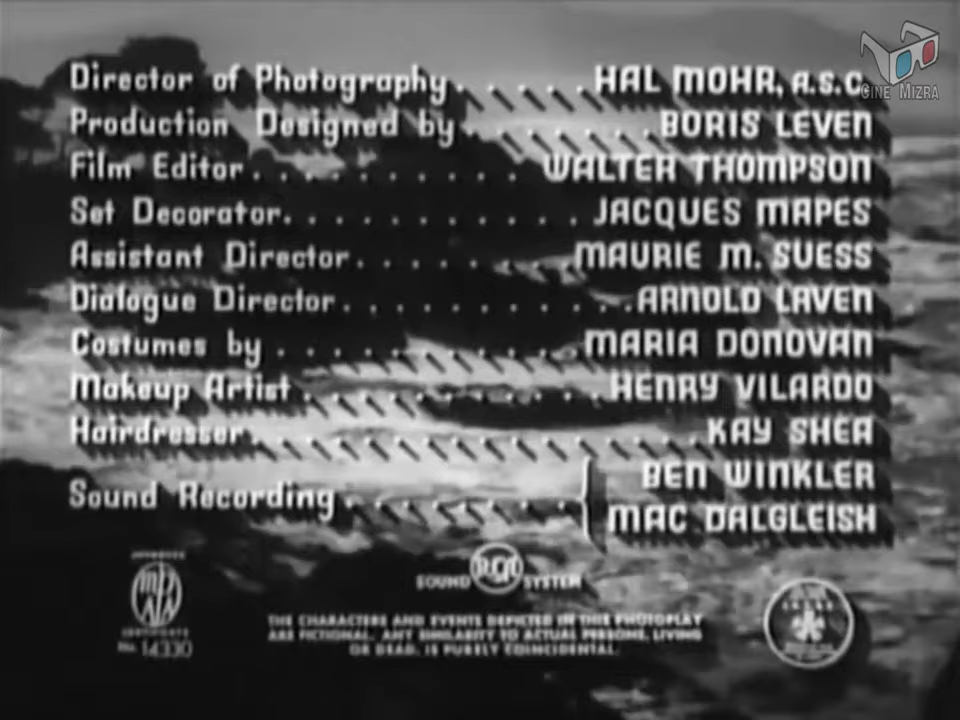 CINE MIZRA
Director of Photography. . . . . HAL MOHR, A.S.C.
Production Designed by. . . . . . . BORIS LEVEN
Film Editor . . . . . . . . . . WALTER THOMPSON
Set Decorator. . . . . . . . . . . JACQUES MAPES
Assistant Director. . . . . . . MAURIE M. SUESS
Dialogue Director. . . . . . . . . . . ARNOLD LAVEN
Costumes by . . . . . . . . . . MARIA DONOVAN
Makeup Artist . . . . . . . . . . HENRY VILARDO
Hairdresser. . . . . . . . . . . . . . . KAY SHEA
Sound Recording. . . . . . . BEN WINKLER
MAC DALGLEISH
APPROVED
MPPDA
CERTIFICATE
No. 14330
SOUND RCA SYSTEM
THE CHARACTERS AND EVENTS DEPICTED IN THIS PHOTOPLAY
ARE FICTIONAL. ANY SIMILARITY TO ACTUAL PERSONS, LIVING
OR DEAD, IS PURELY COINCIDENTAL.